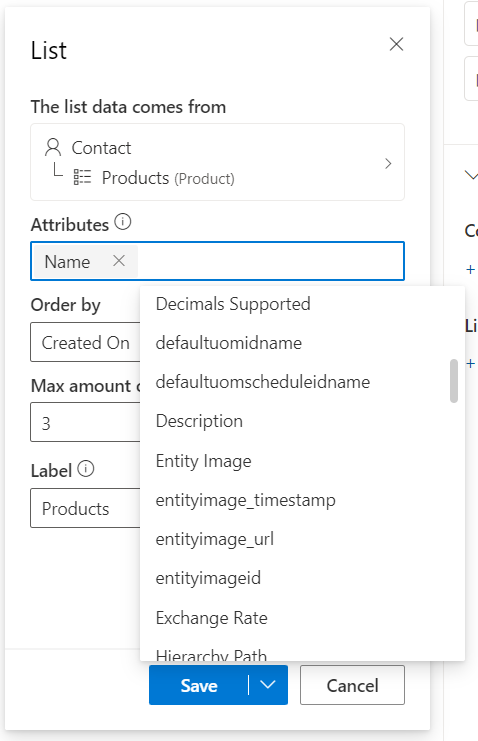 List
The list data comes from
Contact
Products (Product)
Attributes
Name
Order by
Created On
Max amount
3
Label
Products
Decimals Supported
defaultuomidname
defaultuomscheduleidname
Description
Entity Image
entityimage_timestamp
entityimage_url
entityimageid
Exchange Rate
Hierarchy Path
Save
Cancel
Li
+
+